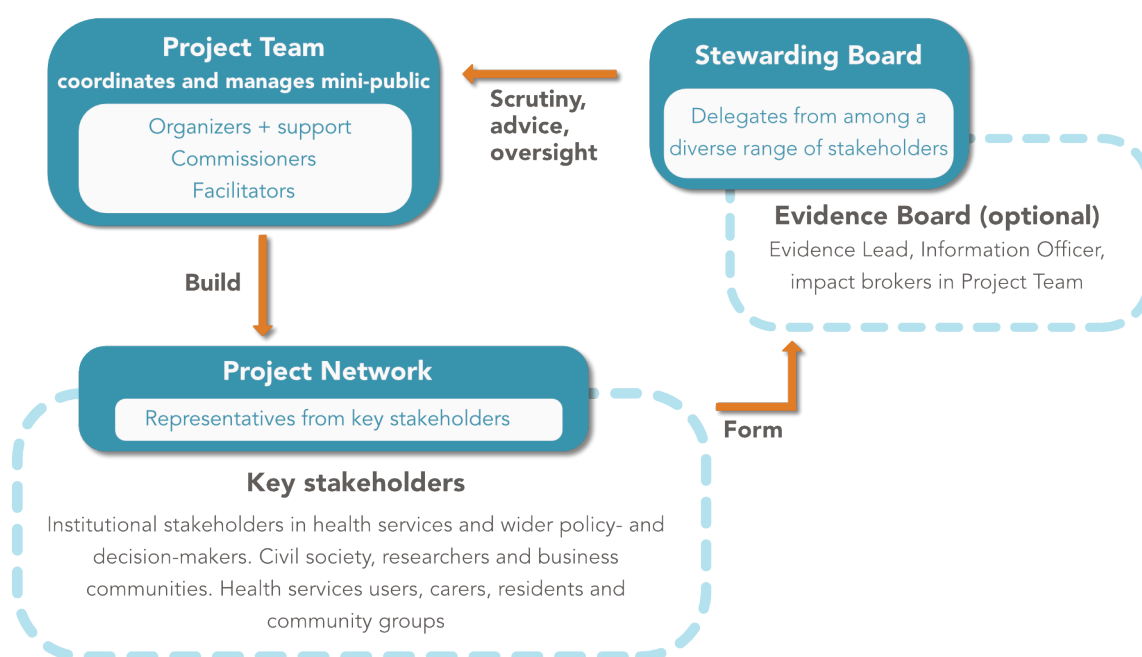 Project Team
coordinates and manages mini-public
Organizers + support
Commissioners
Facilitators
Scrutiny,
advice,
oversight
Stewarding Board
Delegates from among a
diverse range of stakeholders
Evidence Board (optional)
Evidence Lead, Information Officer,
impact brokers in Project Team
Build
Project Network
Representatives from key stakeholders
Form
Key stakeholders
Institutional stakeholders in health services and wider policy- and
decision-makers. Civil society, researchers and business
communities. Health services users, carers, residents and
community groups